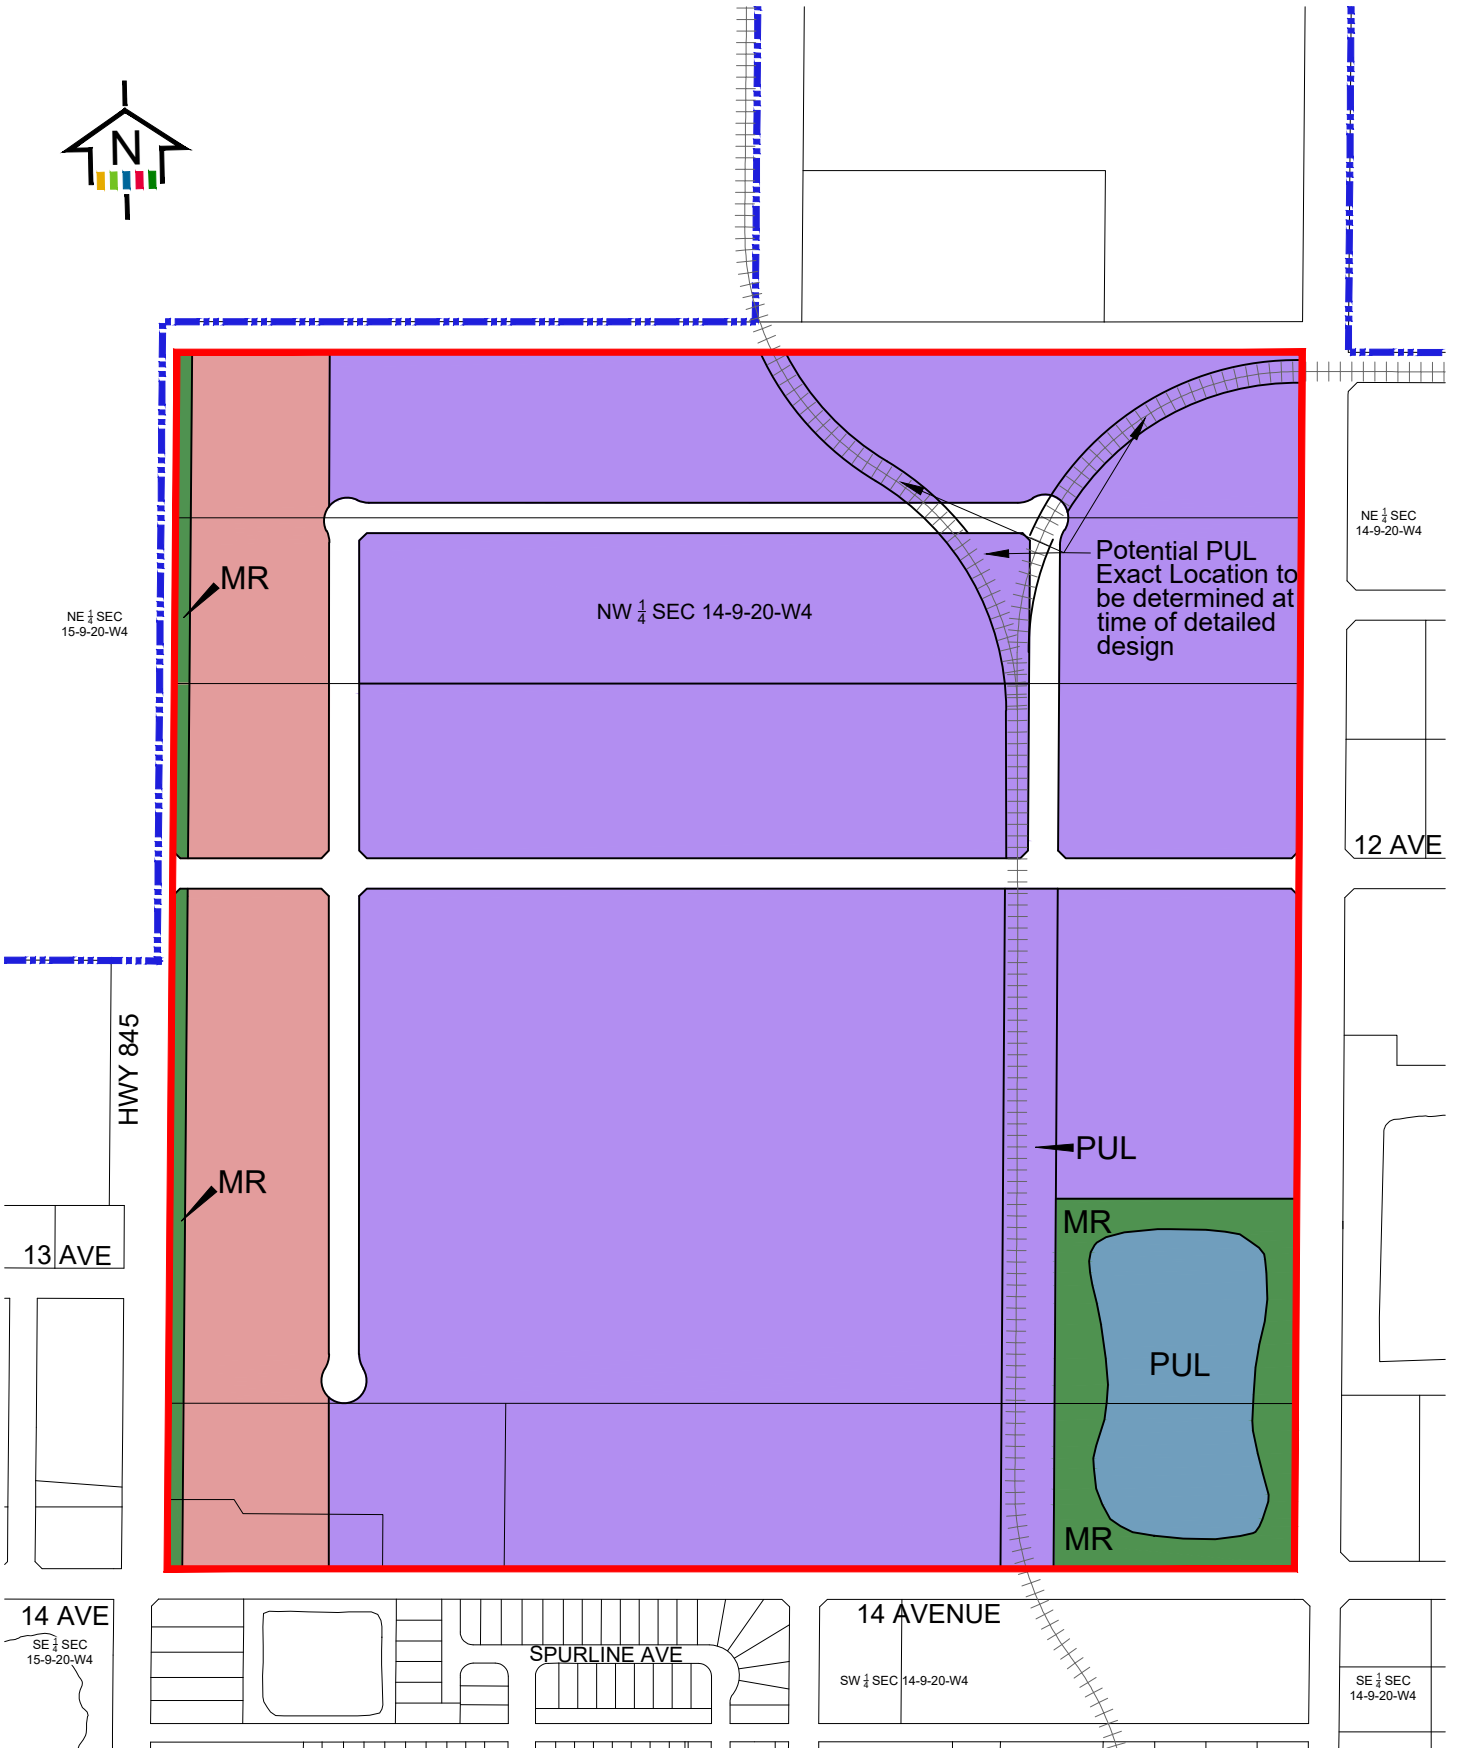 N
NE 1/4 SEC
14-9-20-W4
Potential PUL
Exact Location to
be determined at
time of detailed
design
MR
NW 1/4 SEC 14-9-20-W4
NE 1/4 SEC
15-9-20-W4
12 AVE
HWY 845
PUL
MR
MR
13 AVE
PUL
MR
14 AVE
14 AVENUE
SE 1/4 SEC
15-9-20-W4
SPURLINE AVE
SW 1/4 SEC 14-9-20-W4
SE 1/4 SEC
14-9-20-W4